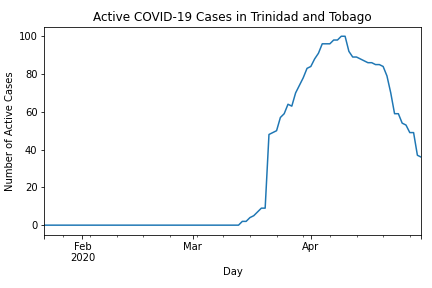 Active COVID-19 Cases in Trinidad and Tobago
Number of Active Cases
100
80
60
40
20
0
Feb
2020
Mar
Apr
Day